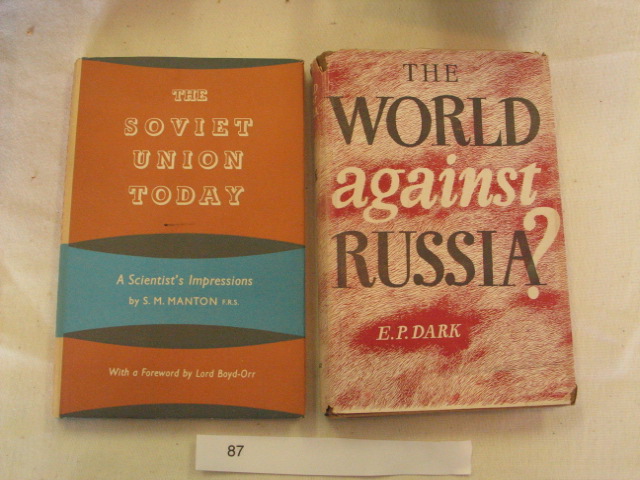 THE
SOVIET
UNION
TODAY
A Scientist's Impressions
by S. M. MANTON F.R.S.
With a Foreword by Lord Boyd-Orr
THE
WORLD
against
RUSSIA?
E.P. DARK
87